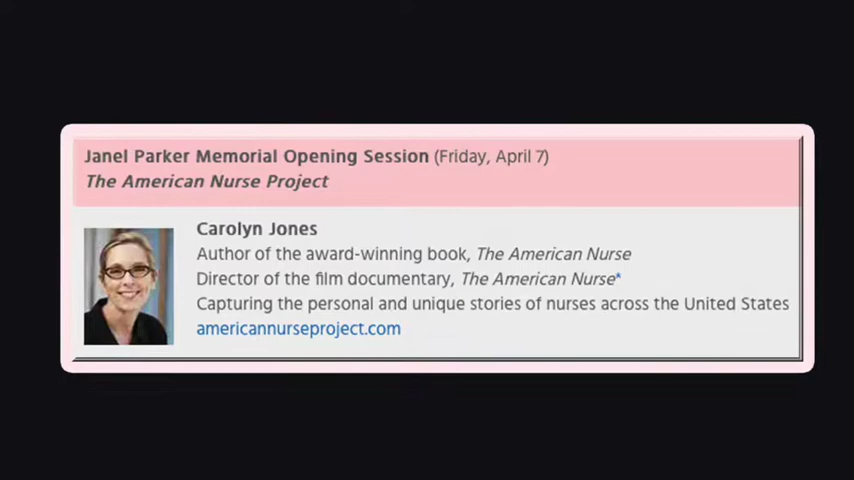 Janel Parker Memorial Opening Session (Friday, April 7)
The American Nurse Project
Carolyn Jones
Author of the award-winning book, The American Nurse
Director of the film documentary, The American Nurse*
Capturing the personal and unique stories of nurses across the United States
americannurseproject.com